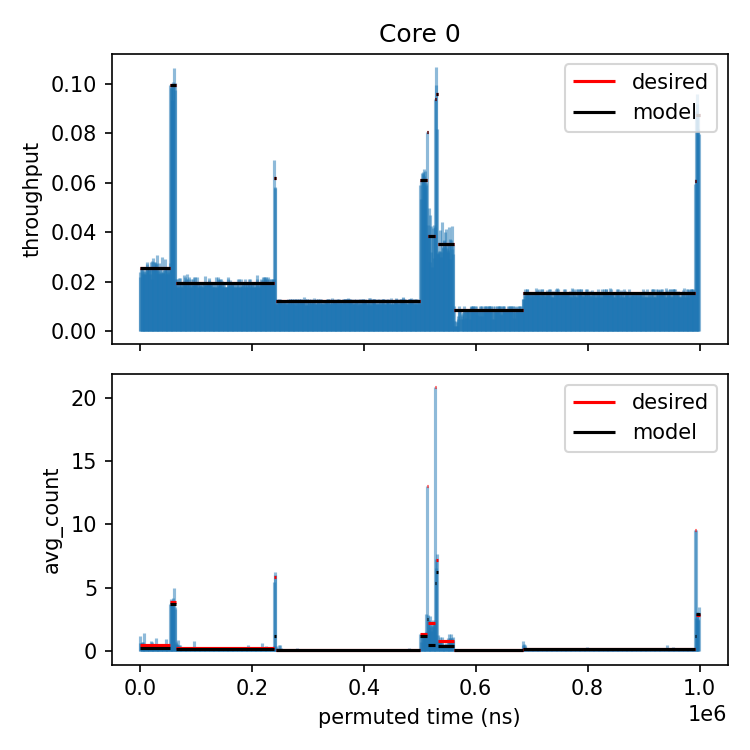 Core 0
throughput
0.10
0.08
0.06
0.04
0.02
0.00
desired
model
avg_count
20
15
10
5
0
desired
model
0.0 0.2 0.4 0.6 0.8 1.0
1e6
permuted time (ns)